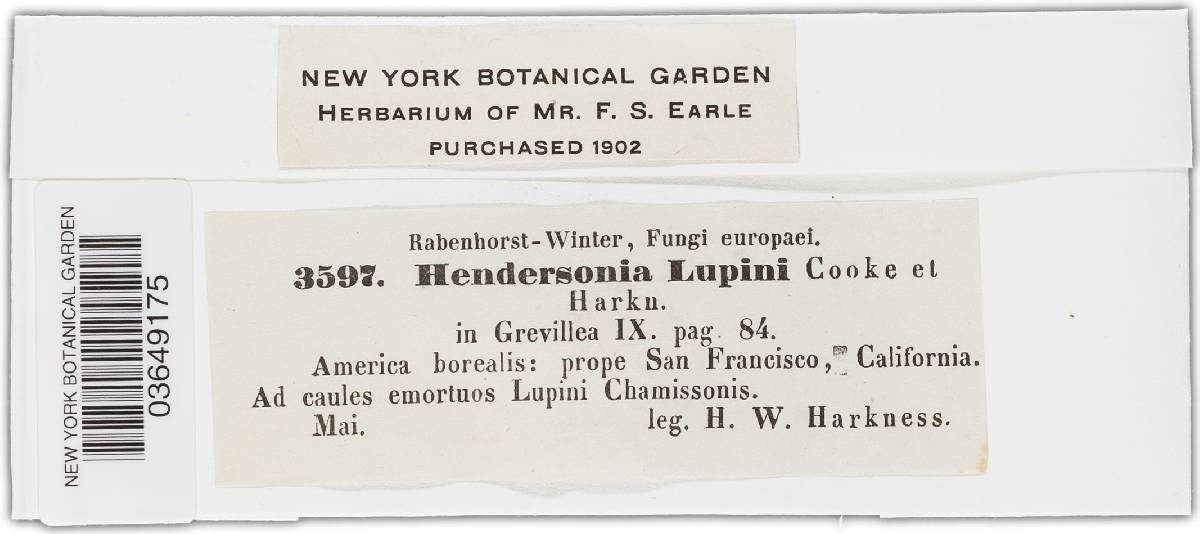 NEW YORK BOTANICAL GARDEN
HERBARIUM OF MR. F. S. EARLE
PURCHASED 1902
NEW YORK BOTANICAL GARDEN
03649175
Rabenhorst-Winter, Fungi europaei.
3597. Hendersonia Lupini Cooke et
Harkn.
in Grevillea IX. pag. 84.
America borealis: prope San Francisco, California.
Ad caules emortuos Lupini Chamissonis.
Mai. leg. H. W. Harkness.